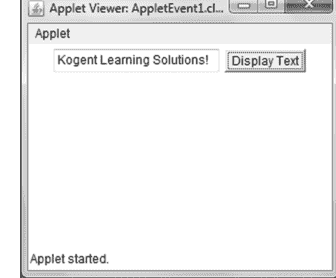 Applet Viewer: AppletEvent1.cl...
Applet
Kogent Learning Solutions! Display Text
Applet started.